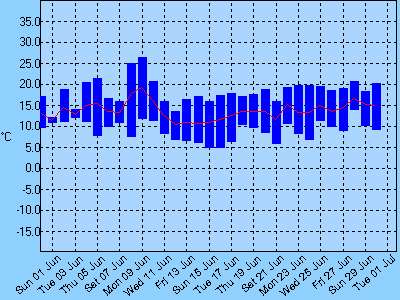 35.0
30.0
25.0
20.0
15.0
°C
10.0
5.0
0.0
-5.0
-10.0
-15.0
Sun 01 Jun
Tue 03 Jun
Thu 05 Jun
Sat 07 Jun
Mon 09 Jun
Wed 11 Jun
Fri 13 Jun
Sun 15 Jun
Tue 17 Jun
Thu 19 Jun
Sat 21 Jun
Mon 23 Jun
Wed 25 Jun
Fri 27 Jun
Sun 29 Jun
Tue 01 Jul